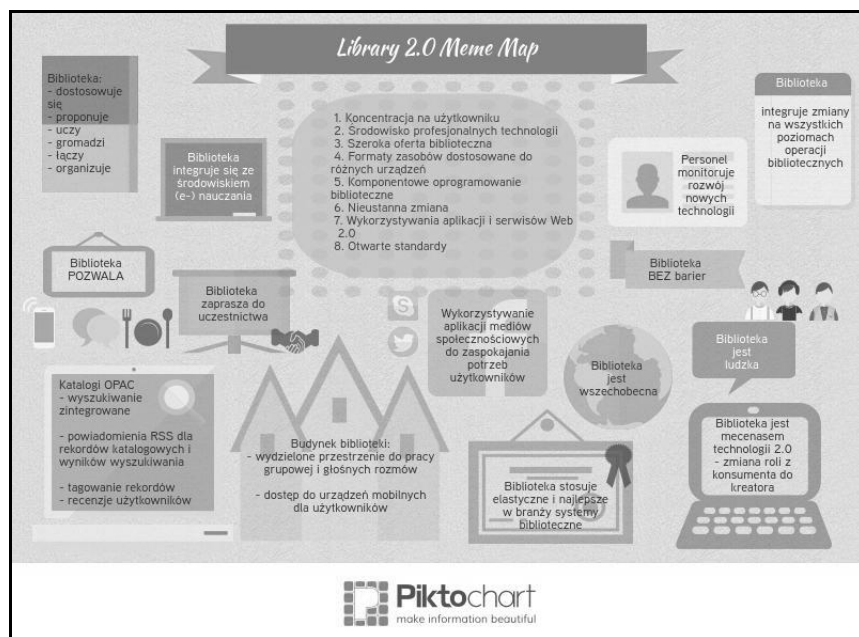 Library 2.0 Meme Map
Biblioteka:
- dostosowuje
się
- proponuje
- uczy
- gromadzi
- łączy
- organizuje
Biblioteka
integruje się ze
środowiskiem
(e-) nauczania
1. Koncentracja na użytkowniku
2. Środowisko profesjonalnych technologii
3. Szeroka oferta biblioteczna
4. Formaty zasobów dostosowane do
różnych urządzeń
5. Komponentowe oprogramowanie
biblioteczne
6. Nieustanna zmiana
7. Wykorzystywania aplikacji i serwisów Web
2.0
8. Otwarte standardy
Personel
monitoruje
rozwój
nowych
technologii
Biblioteka
integruje zmiany
na wszystkich
poziomach
operacji
bibliotecznych
Biblioteka
POZWALA
Biblioteka
zaprasza do
uczestnictwa
Wykorzystywanie
aplikacji mediów
społecznościowych
do zaspokajania
potrzeb
użytkowników
Biblioteka
BEZ barier
Biblioteka
jest
wszechobecna
Biblioteka
jest
ludzka
Katalogi OPAC
- wyszukiwanie
zintegrowane
- powiadomienia RSS dla
rekordów katalogowych i
wyników wyszukiwania
- tagowanie rekordów
- recenzje użytkowników
Budynek biblioteki:
- wydzielone przestrzenie do pracy
grupowej i głośnych rozmów
- dostęp do urządzeń mobilnych
dla użytkowników
Biblioteka stosuje
elastyczne i najlepsze
w branży systemy
biblioteczne
Biblioteka jest
mecenasem
technologii 2.0
- zmiana roli z
konsumenta do
kreatora
Piktochart
make information beautiful